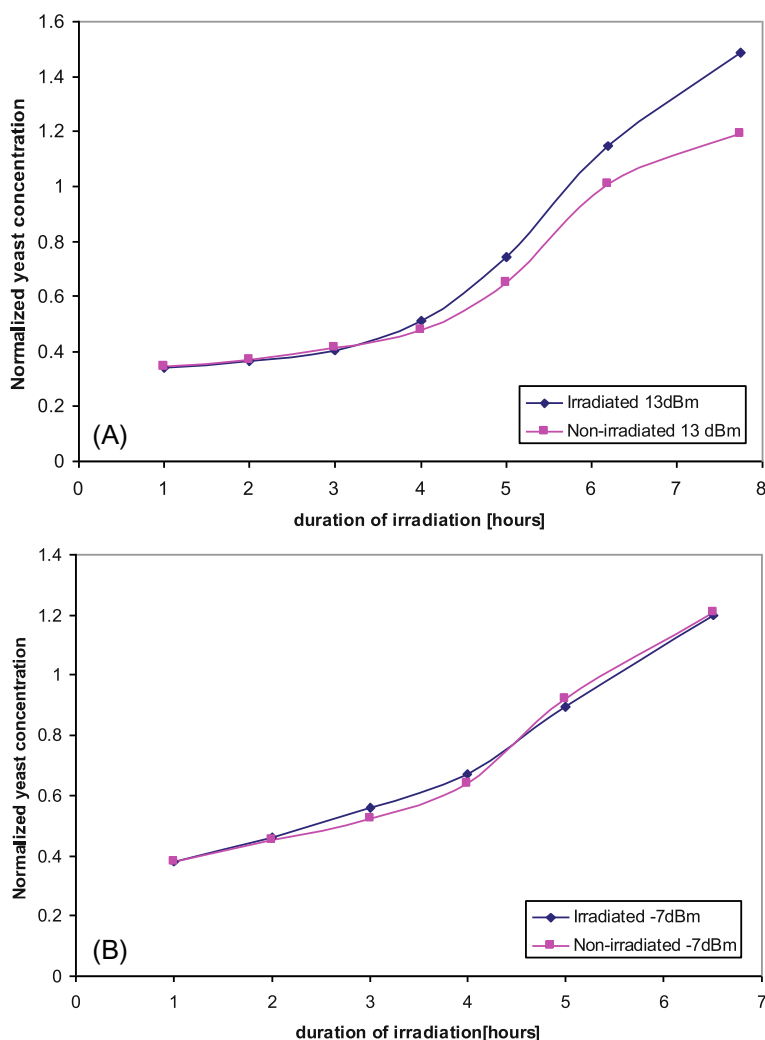 1.6
1.4
1.2
1
0.8
0.6
0.4
0.2
0
Normalized yeast concentration
(A)
Irradiated 13dBm
Non-irradiated 13 dBm
0 1 2 3 4 5 6 7 8
duration of irradiation [hours]
1.4
1.2
1
0.8
0.6
0.4
0.2
0
Normalized yeast concentration
(B)
Irradiated -7dBm
Non-irradiated -7dBm
0 1 2 3 4 5 6 7
duration of irradiation[hours]